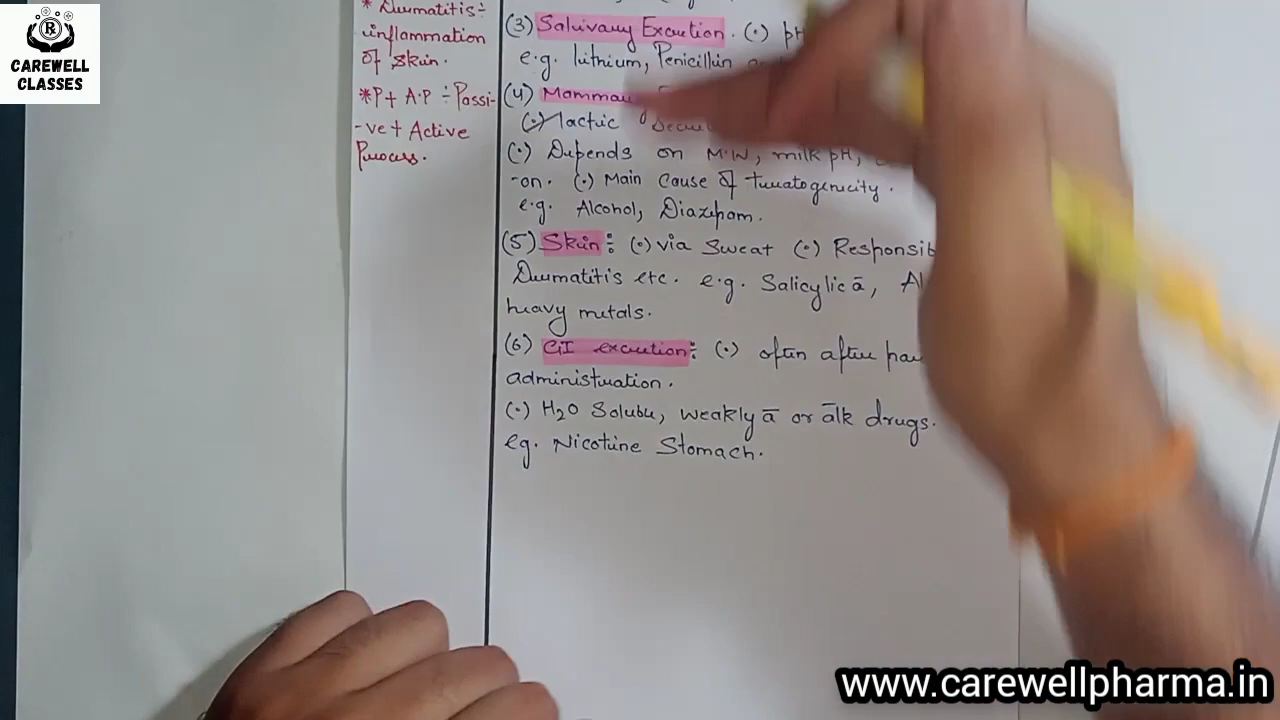 CAREWELL
CLASSES
* Dermatitis ÷
inflammation
of skin.
* P + A.P ÷ Passi-
-ve + Active
Process.
(3) Salivary Excretion. (•) pH
e.g. lithium, Penicillin
(4) Mammary
(•) lactic
(•) Depends on M.W, milk pH,
-on. (•) Main Cause of teratogenicity.
e.g. Alcohol, Diazepam.
(5) Skin : (•) via Sweat (•) Responsib
Dermatitis etc. e.g. Salicylic ā, Al
heavy metals.
(6) GI excretion : (•) often after par
administration.
(•) H₂O Soluble, weakly ā or ālk drugs.
eg. Nicotine Stomach.
www.carewellpharma.in